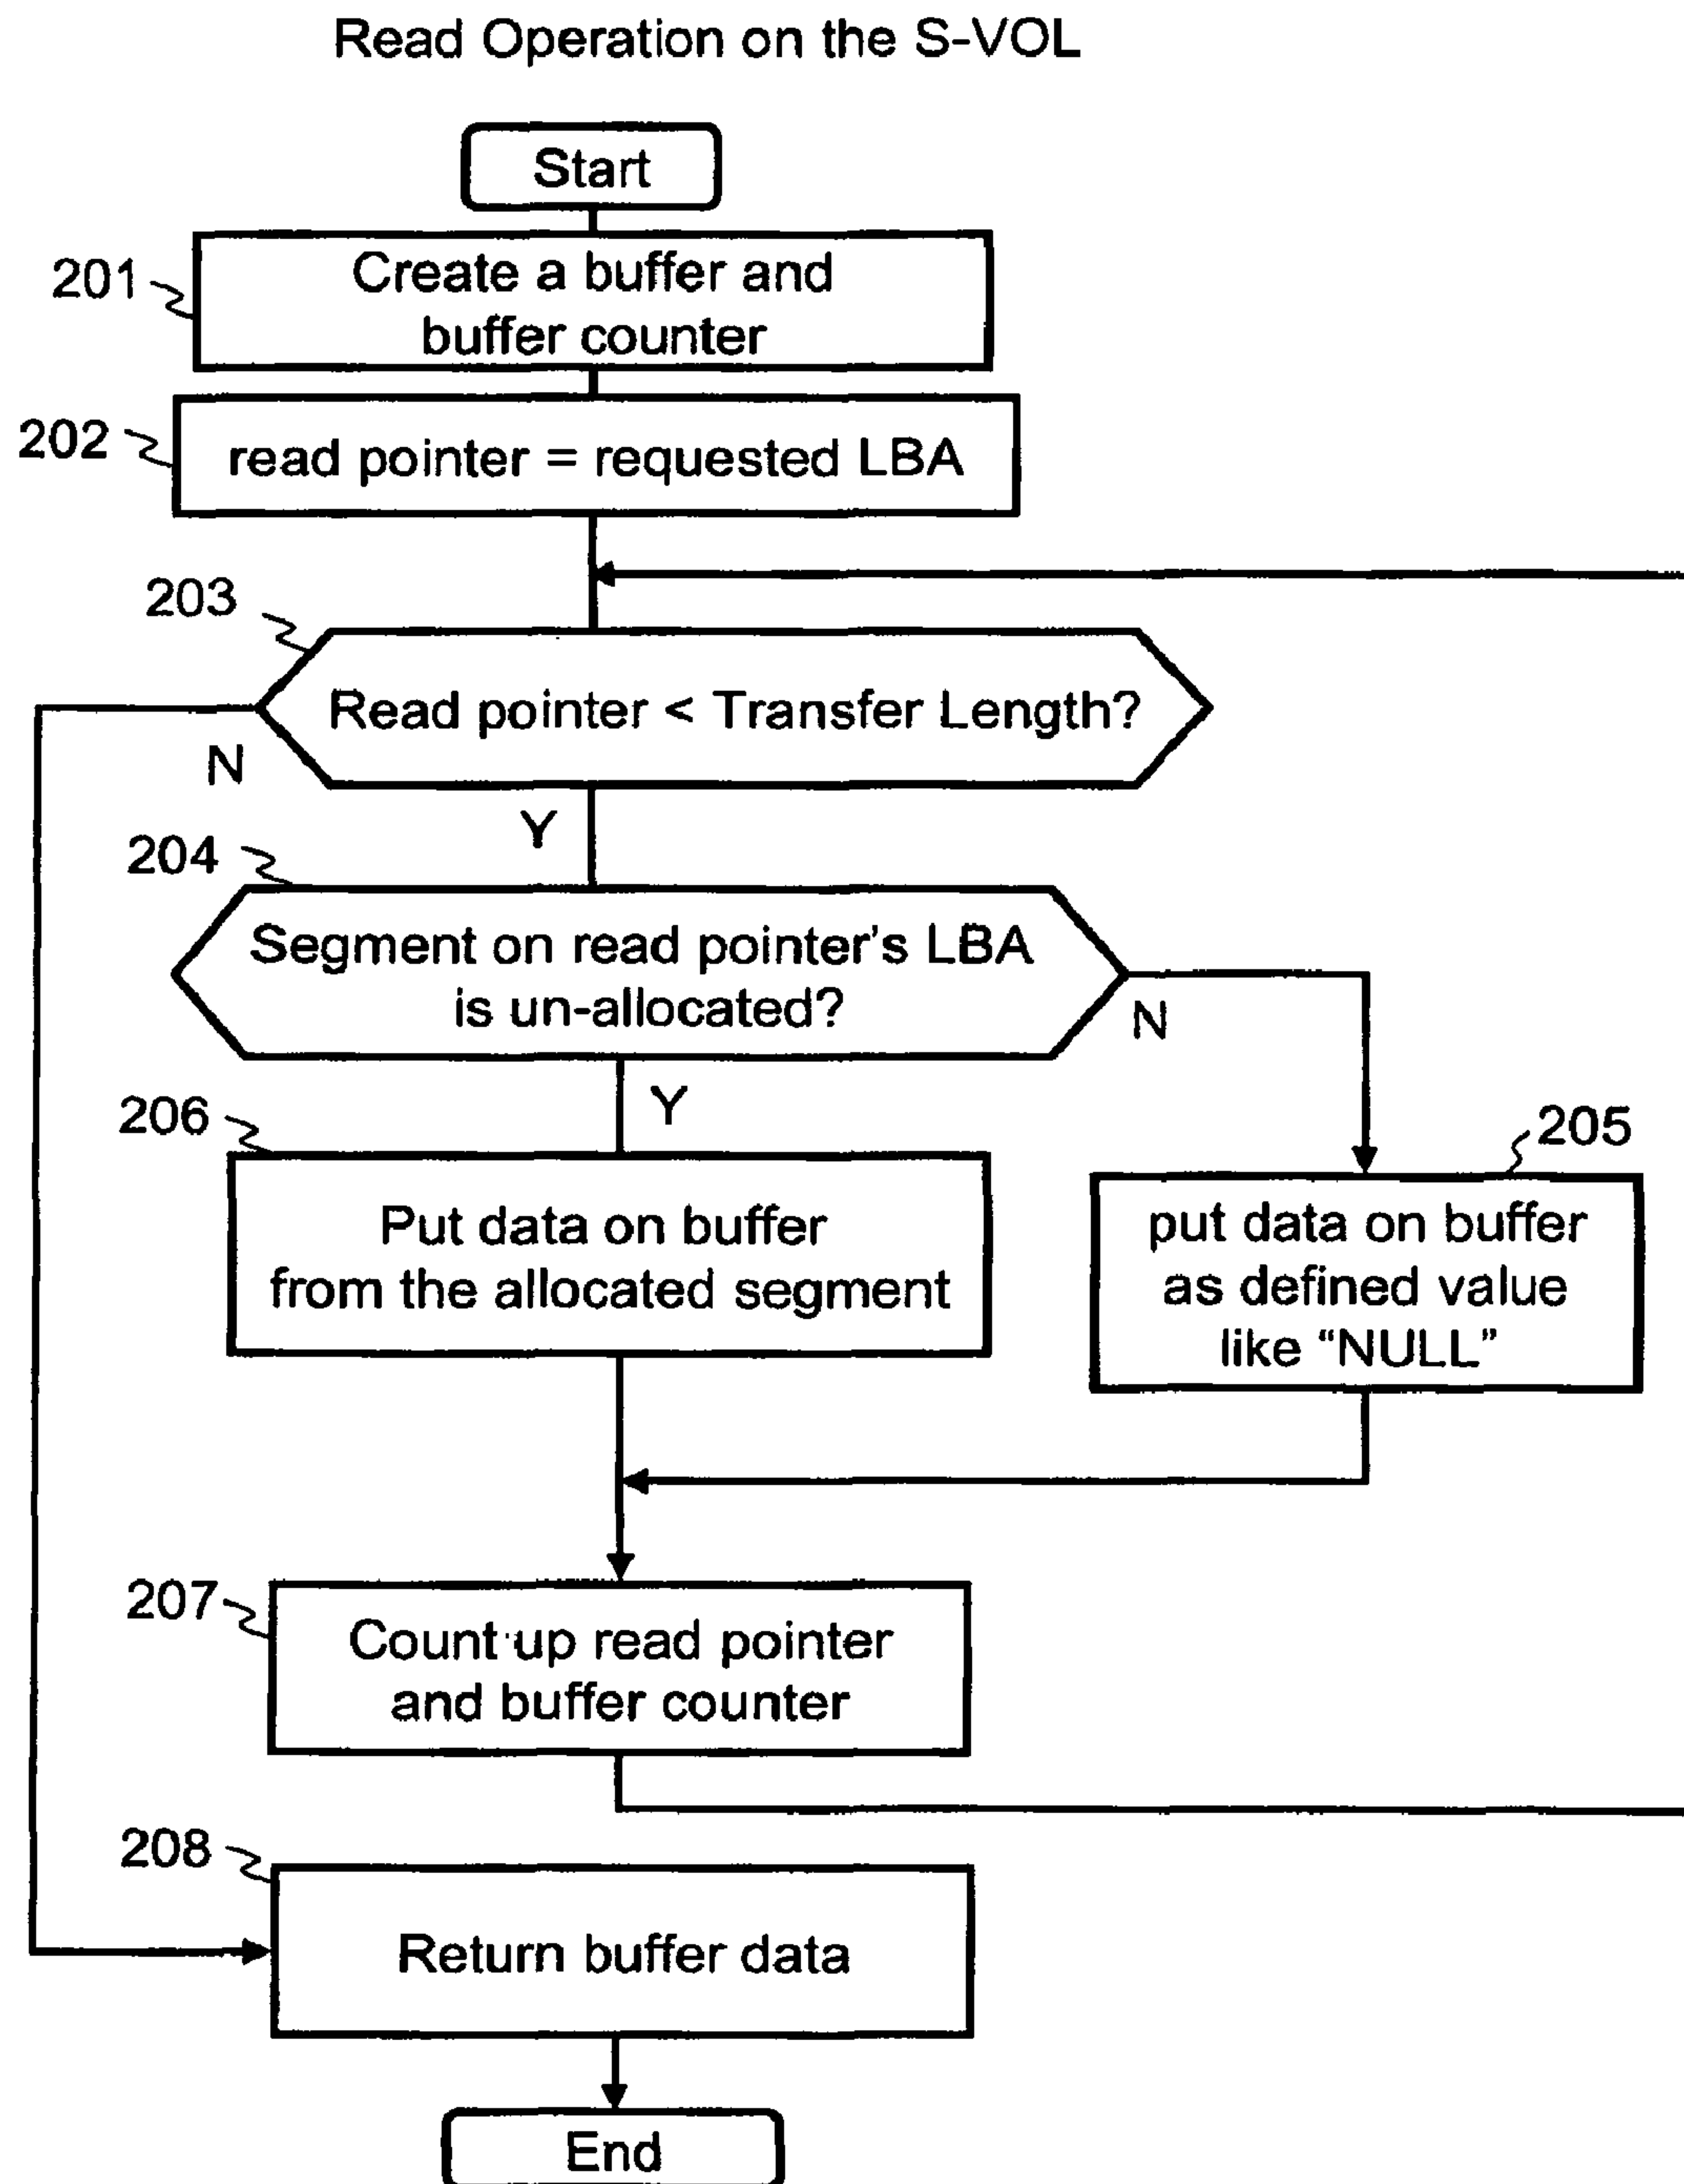 Read Operation on the S-VOL
Start
201
Create a buffer and
buffer counter
202
read pointer = requested LBA
203
Read pointer < Transfer Length?
N
Y
204
Segment on read pointer's LBA
is un-allocated?
N
Y
206
Put data on buffer
from the allocated segment
205
put data on buffer
as defined value
like “NULL”
207
Count up read pointer
and buffer counter
208
Return buffer data
End